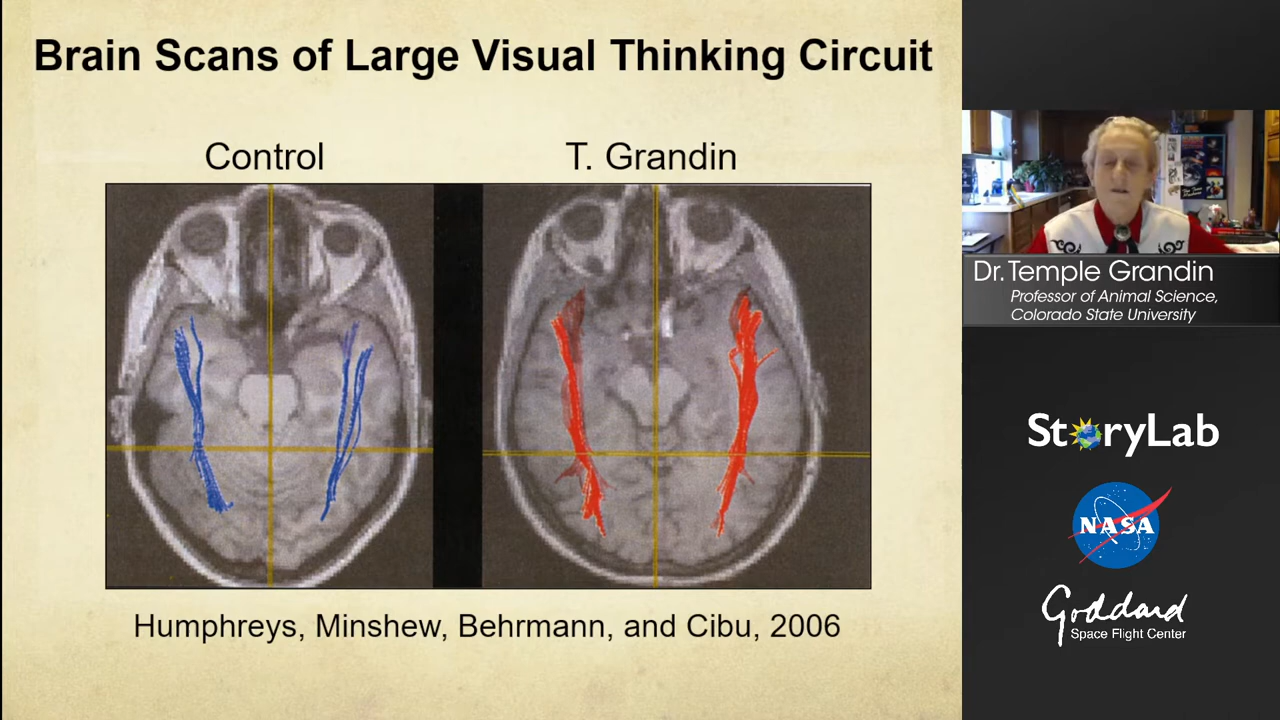 Brain Scans of Large Visual Thinking Circuit
Control
T. Grandin
Humphreys, Minshew, Behrmann, and Cibu, 2006
Dr. Temple Grandin
Professor of Animal Science,
Colorado State University
StoryLab
NASA
Goddard
Space Flight Center